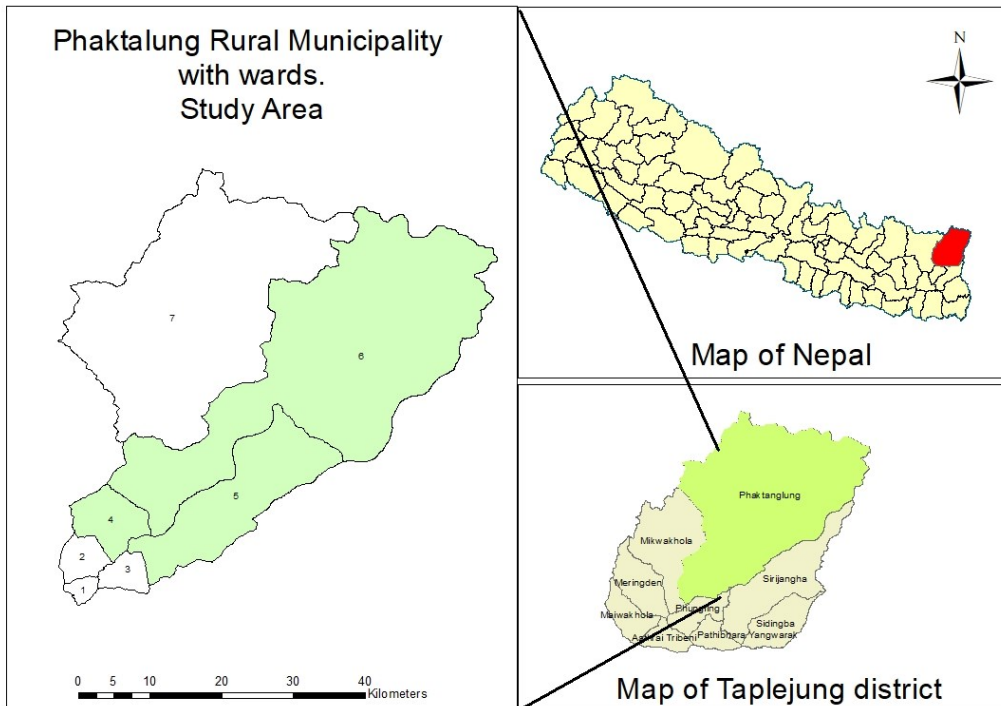 Phaktalung Rural Municipality
with wards.
Study Area
7
6
5
4
2
3
1
0 5 10 20 30 40
Kilometers
N
Map of Nepal
Phaktanglung
Mikwakhola
Sirijangha
Meringden
Phungling
Maiwakhola
Sidingba
Aathrai Tribeni
Pathibhara
Yangwarak
Map of Taplejung district